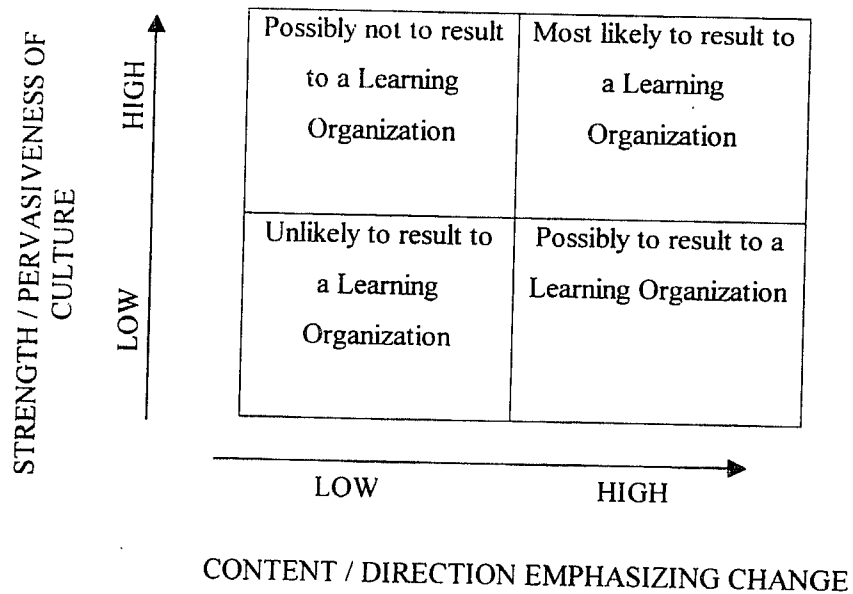 STRENGTH / PERVASIVENESS OF
CULTURE
HIGH
LOW
Possibly not to result
to a Learning
Organization
Most likely to result to
a Learning
Organization
Unlikely to result to
a Learning
Organization
Possibly to result to a
Learning Organization
LOW
HIGH
CONTENT / DIRECTION EMPHASIZING CHANGE